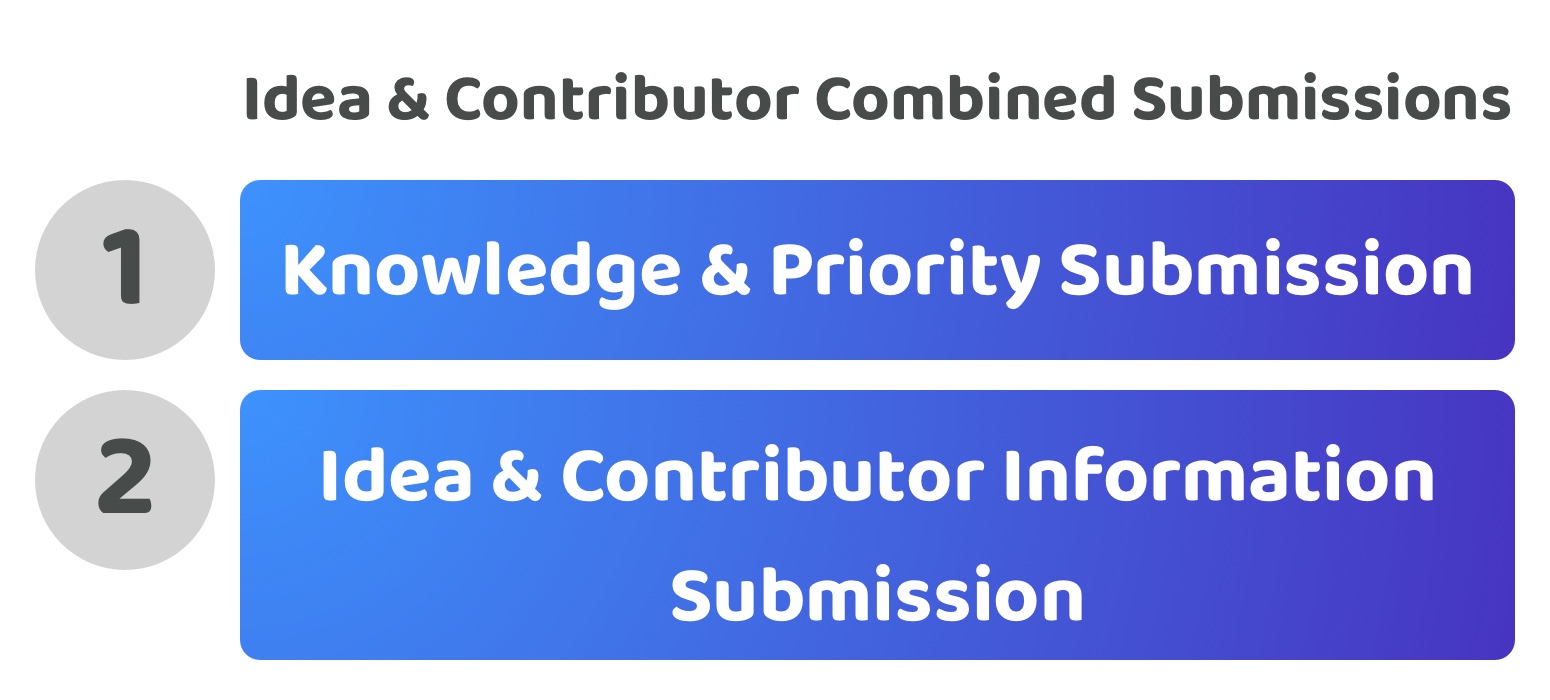 Idea & Contributor Combined Submissions
1
Knowledge & Priority Submission
2
Idea & Contributor Information
Submission